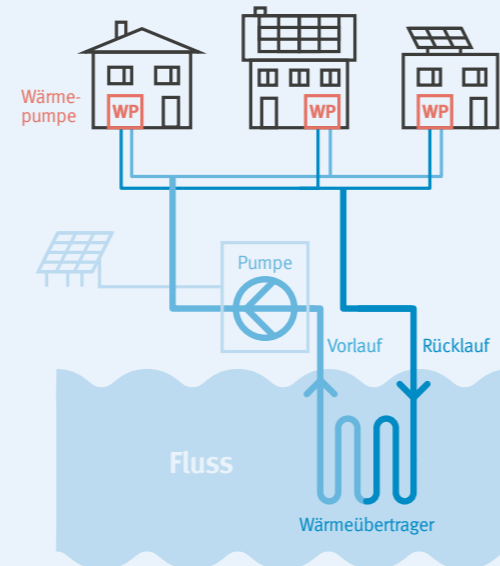 Wärme-
pumpe
WP
WP
WP
Pumpe
Vorlauf
Rücklauf
Fluss
Wärmeübertrager